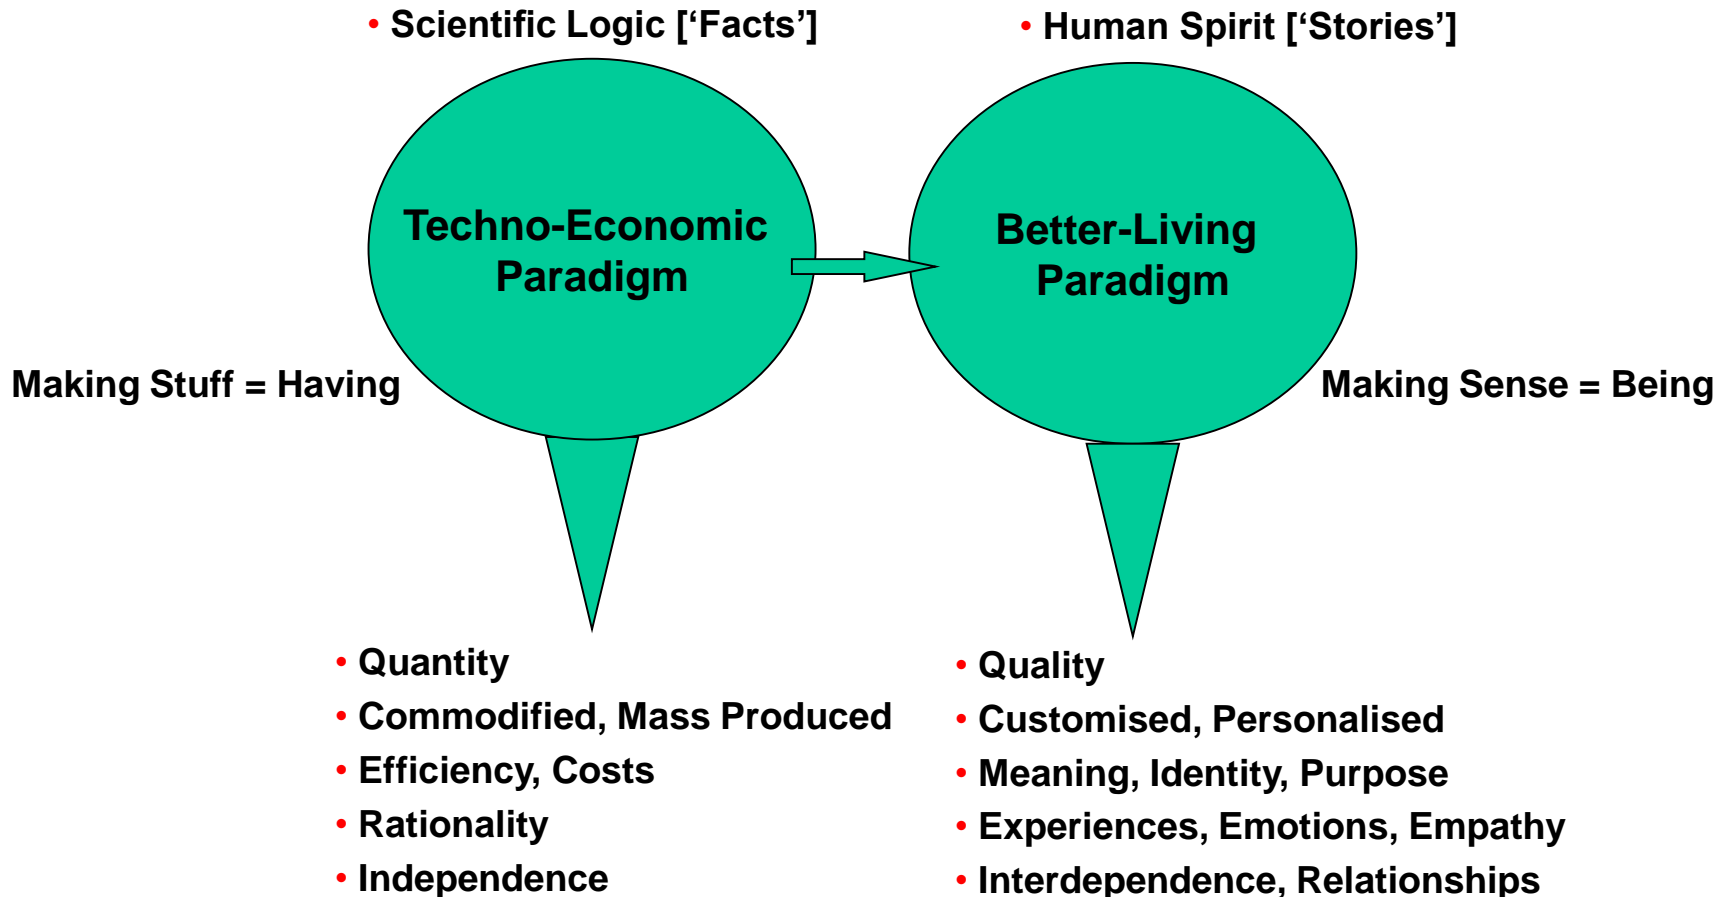 • Scientific Logic [‘Facts’]
• Human Spirit [‘Stories’]
Techno-Economic
Paradigm
Better-Living
Paradigm
Making Stuff = Having
Making Sense = Being
• Quantity
• Commodified, Mass Produced
• Efficiency, Costs
• Rationality
• Independence
• Quality
• Customised, Personalised
• Meaning, Identity, Purpose
• Experiences, Emotions, Empathy
• Interdependence, Relationships